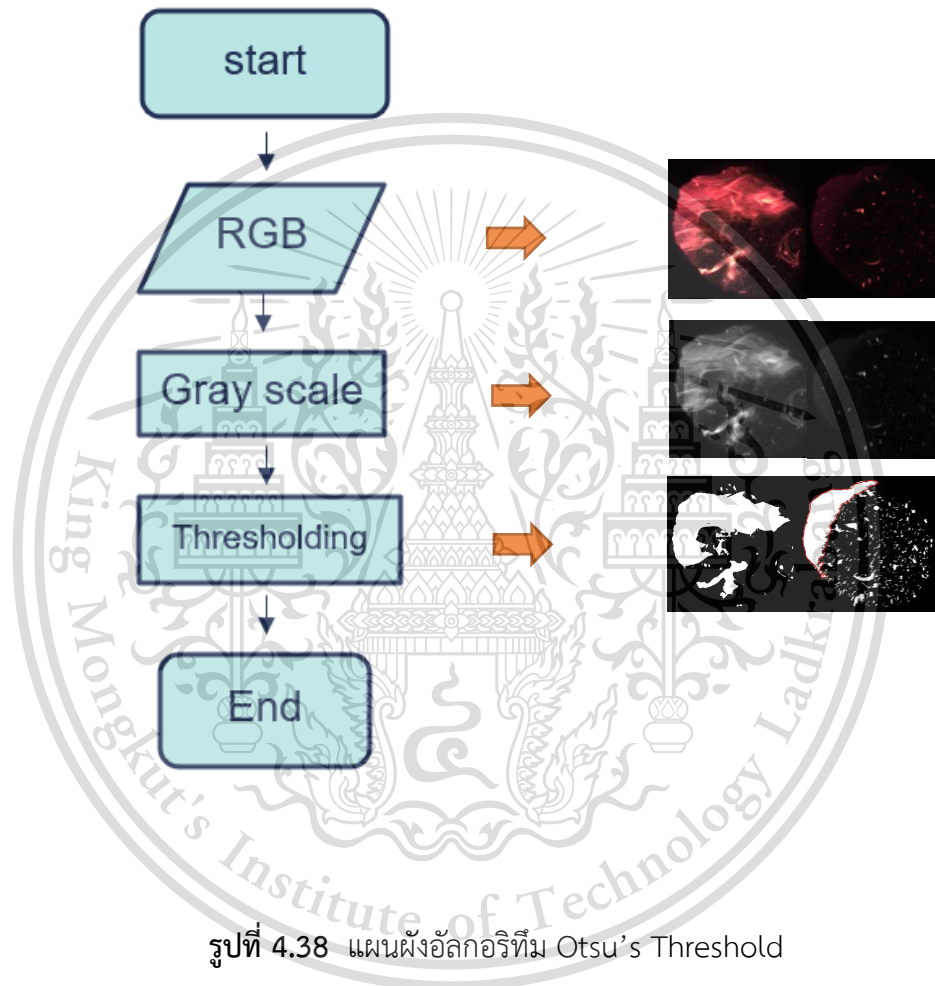 start
RGB
Gray scale
Thresholding
End
King Mongkut's Institute of Technology Ladkrabang
รูปที่ 4.38 แผนผังอัลกอริทึม Otsu's Threshold